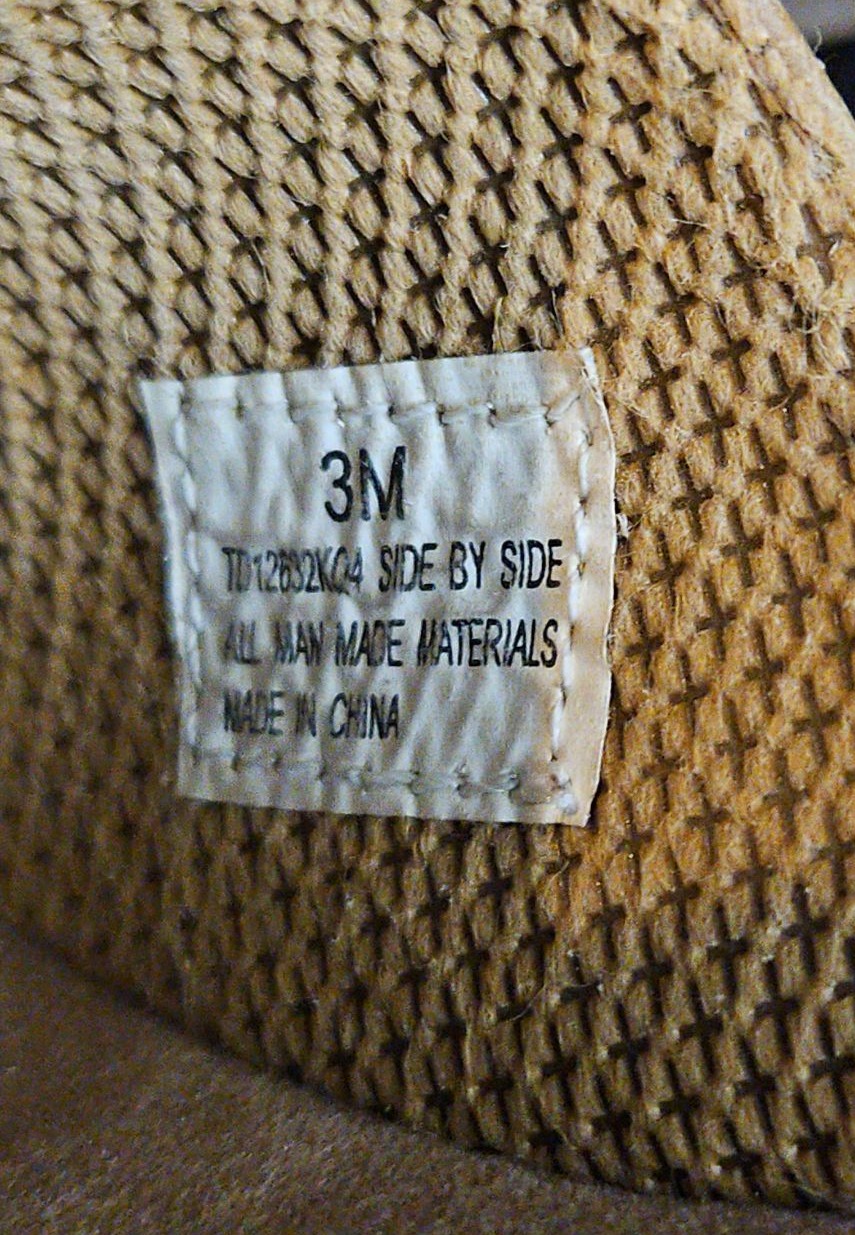 3M
TD12632KQ4 SIDE BY SIDE
ALL MAN MADE MATERIALS
MADE IN CHINA